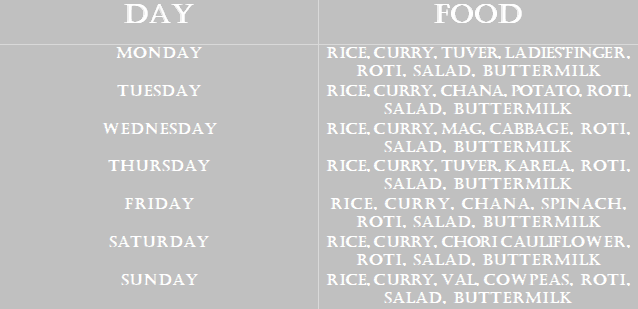 DAY FOOD
MONDAY RICE, CURRY, TUVER, LADIES'FINGER,
ROTI, SALAD, BUTTERMILK
TUESDAY RICE, CURRY, CHANA, POTATO, ROTI,
SALAD, BUTTERMILK
WEDNESDAY RICE, CURRY, MAG, CABBAGE, ROTI,
SALAD, BUTTERMILK
THURSDAY RICE, CURRY, TUVER, KARELA, ROTI,
SALAD, BUTTERMILK
FRIDAY RICE, CURRY, CHANA, SPINACH,
ROTI, SALAD, BUTTERMILK
SATURDAY RICE, CURRY, CHORI CAULIFLOWER,
ROTI, SALAD, BUTTERMILK
SUNDAY RICE, CURRY, VAL, COWPEAS, ROTI,
SALAD, BUTTERMILK